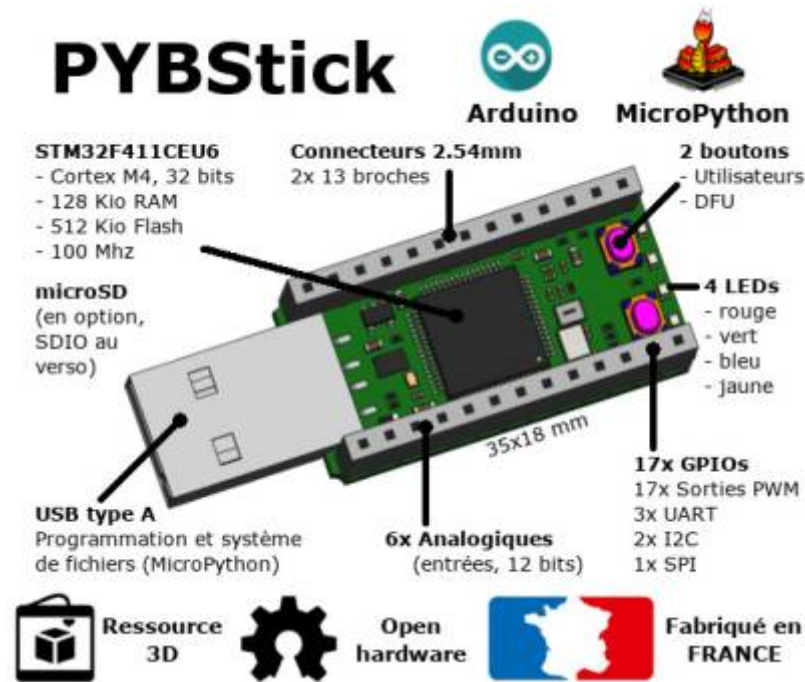 PYBStick
Arduino
MicroPython
STM32F411CEU6
- Cortex M4, 32 bits
- 128 Kio RAM
- 512 Kio Flash
- 100 Mhz
Connecteurs 2.54mm
2x 13 broches
2 boutons
- Utilisateurs
- DFU
microSD
(en option,
SDIO au
verso)
4 LEDs
- rouge
- vert
- bleu
- jaune
35x18 mm
17x GPIOs
17x Sorties PWM
3x UART
2x I2C
1x SPI
USB type A
Programmation et système
de fichiers (MicroPython)
6x Analogiques
(entrées, 12 bits)
Ressource
3D
Open
hardware
Fabriqué en
FRANCE